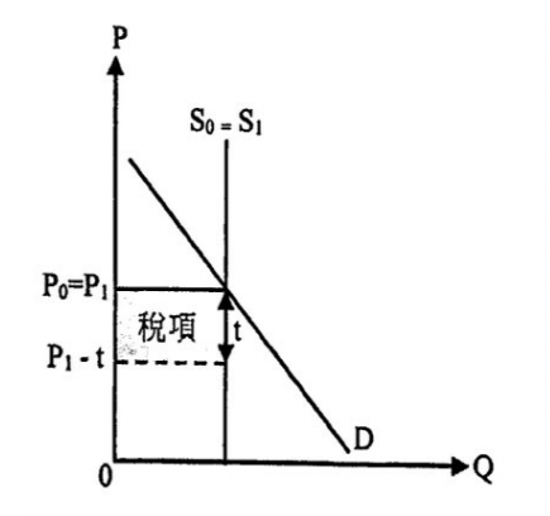 P
S₀ = S₁
P₀=P₁
稅項
t
P₁ - t
D
0
Q